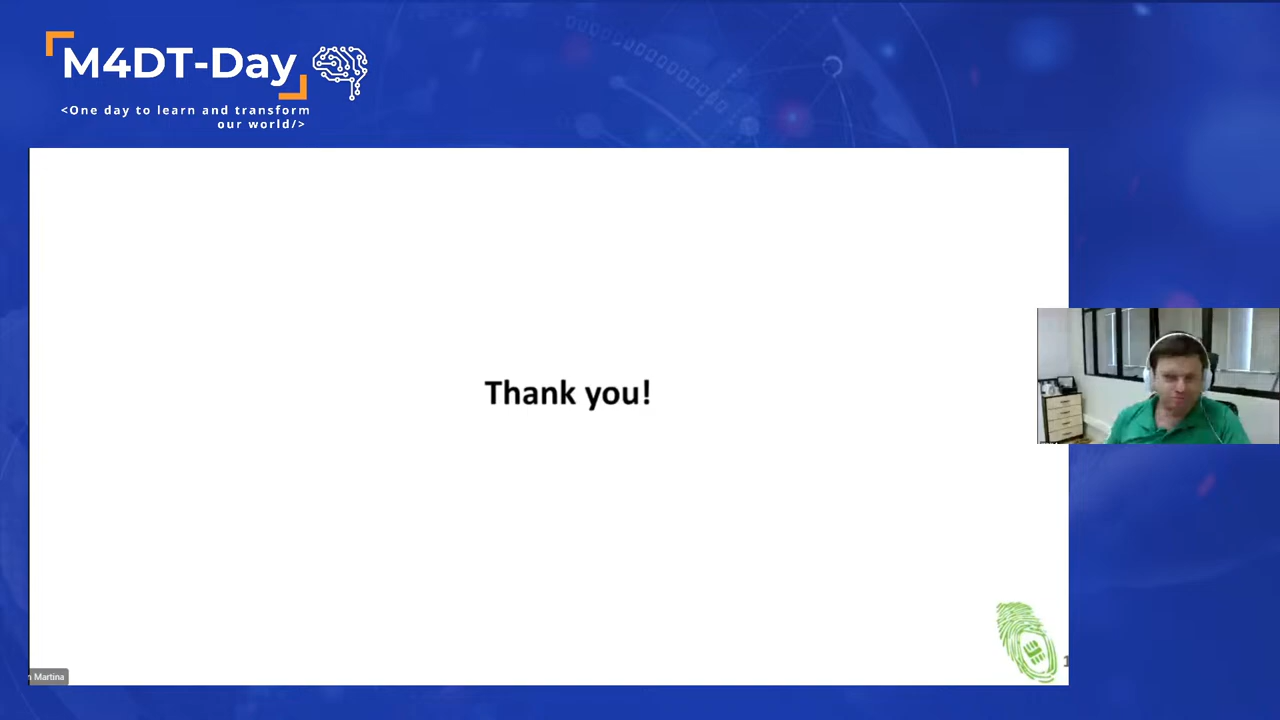 M4DT-Day
<One day to learn and transform
our world/>
Thank you!
Martina